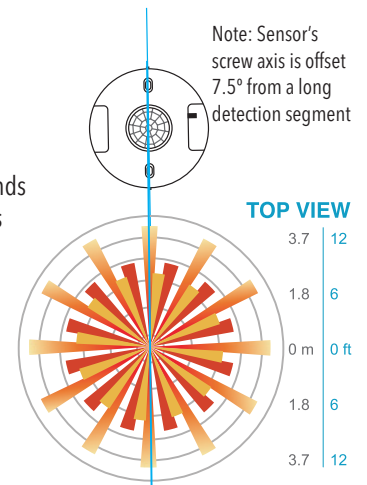 Note: Sensor's
screw axis is offset
7.5º from a long
detection segment
nds
s
TOP VIEW
3.7 12
1.8 6
0 m 0 ft
1.8 6
3.7 12